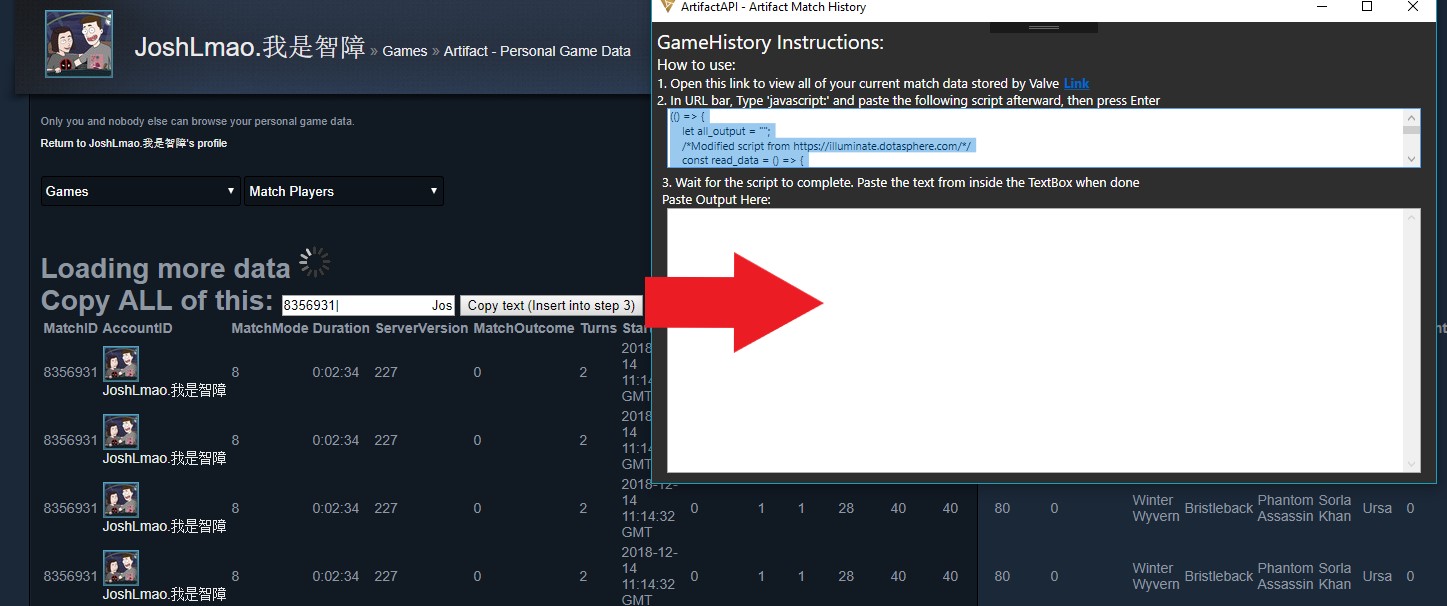 ArtifactAPI - Artifact Match History
JoshLmao.我是智障 » Games » Artifact - Personal Game Data
GameHistory Instructions:
How to use:
1. Open this link to view all of your current match data stored by Valve Link
2. In URL bar, Type 'javascript:' and paste the following script afterward, then press Enter
(() => {
let all_output = "";
/*Modified script from https://illuminate.dotasphere.com/*/
const read_data = () => {
3. Wait for the script to complete. Paste the text from inside the TextBox when done
Paste Output Here:
Only you and nobody else can browse your personal game data.
Return to JoshLmao.我是智障's profile
Games Match Players
Loading more data
Copy ALL of this: 8356931| Jos Copy text (Insert into step 3)
MatchID AccountID MatchMode Duration ServerVersion MatchOutcome Turns Star nt
8356931 JoshLmao.我是智障 8 0:02:34 227 0 2 2018
14
11:14
GMT
8356931 JoshLmao.我是智障 8 0:02:34 227 0 2 2018
14
11:14
GMT
8356931 JoshLmao.我是智障 8 0:02:34 227 0 2 2018-12-
14
11:14:32
GMT 0 1 1 28 40 40 80 0 Winter
Wyvern Bristleback Phantom
Assassin Sorla
Khan Ursa 0
8356931 JoshLmao.我是智障 8 0:02:34 227 0 2 2018-12-
14
11:14:32
GMT 0 1 1 28 40 40 80 0 Winter
Wyvern Bristleback Phantom
Assassin Sorla
Khan Ursa 0